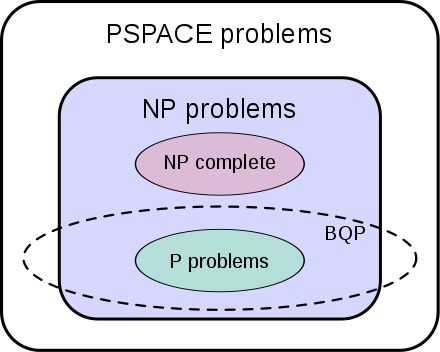 PSPACE problems
NP problems
NP complete
BQP
P problems